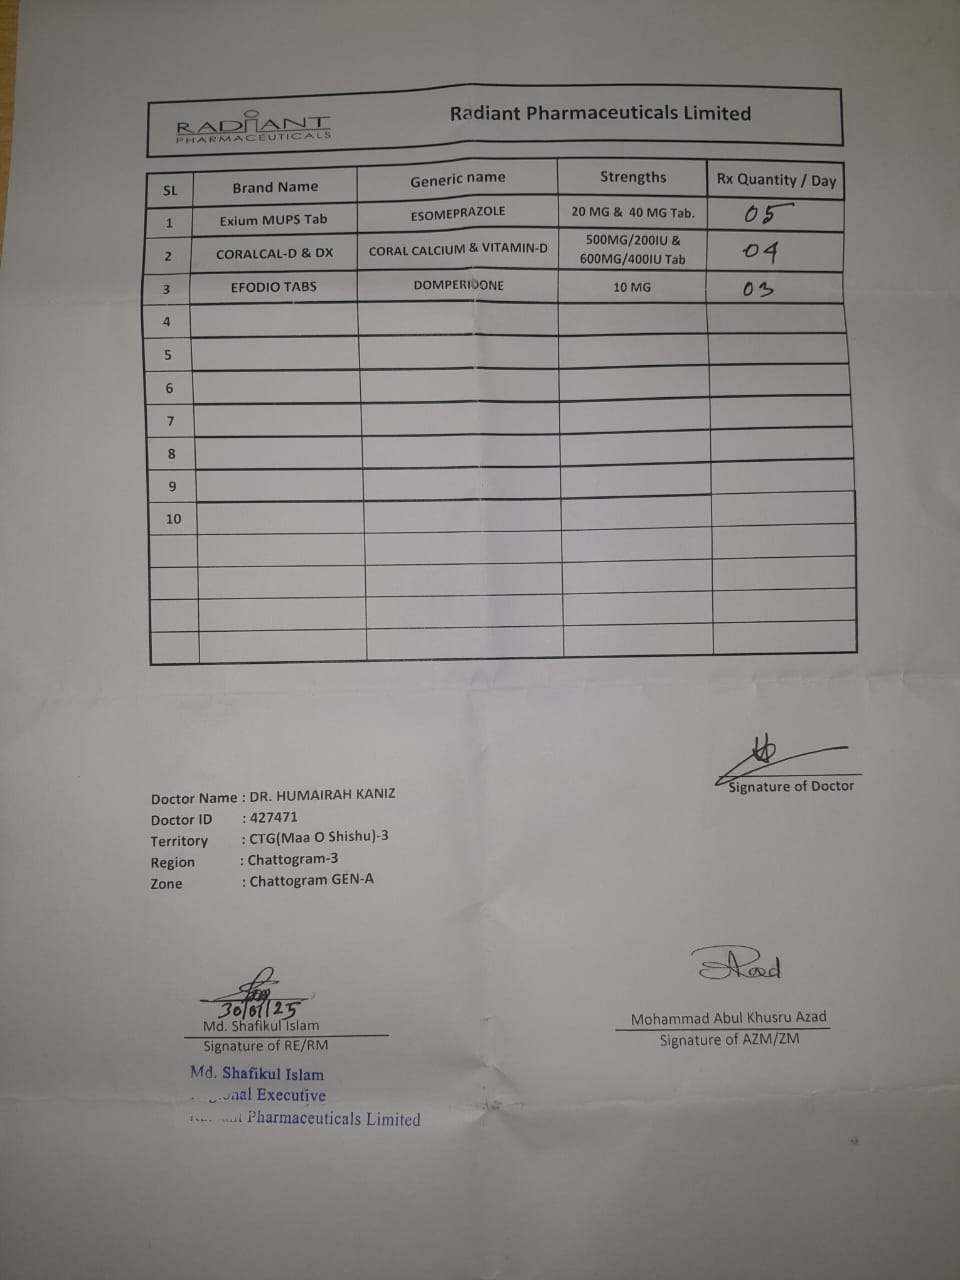 RADIANT
PHARMACEUTICALS
Radiant Pharmaceuticals Limited
SL Brand Name Generic name Strengths Rx Quantity / Day
1 Exium MUPS Tab ESOMEPRAZOLE 20 MG & 40 MG Tab. 05
2 CORALCAL-D & DX CORAL CALCIUM & VITAMIN-D 500MG/200IU & 600MG/400IU Tab 04
3 EFODIO TABS DOMPERIDONE 10 MG 03
4
5
6
7
8
9
10
Signature of Doctor
Doctor Name : DR. HUMAIRAH KANIZ
Doctor ID : 427471
Territory : CTG(Maa O Shishu)-3
Region : Chattogram-3
Zone : Chattogram GEN-A
30/01/25
Md. Shafikul Islam
Signature of RE/RM
Md. Shafikul Islam
Executive
Pharmaceuticals Limited
Azad
Mohammad Abul Khusru Azad
Signature of AZM/ZM